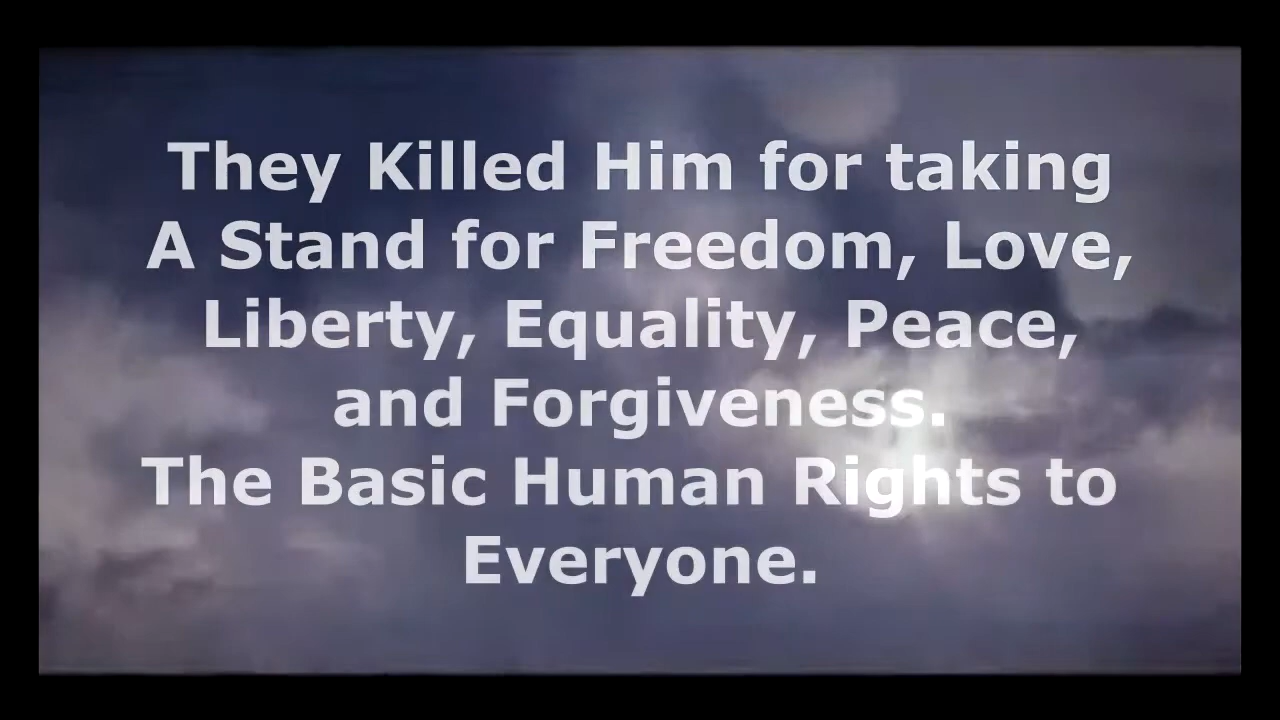 They Killed Him for taking
A Stand for Freedom, Love,
Liberty, Equality, Peace,
and Forgiveness.
The Basic Human Rights to
Everyone.